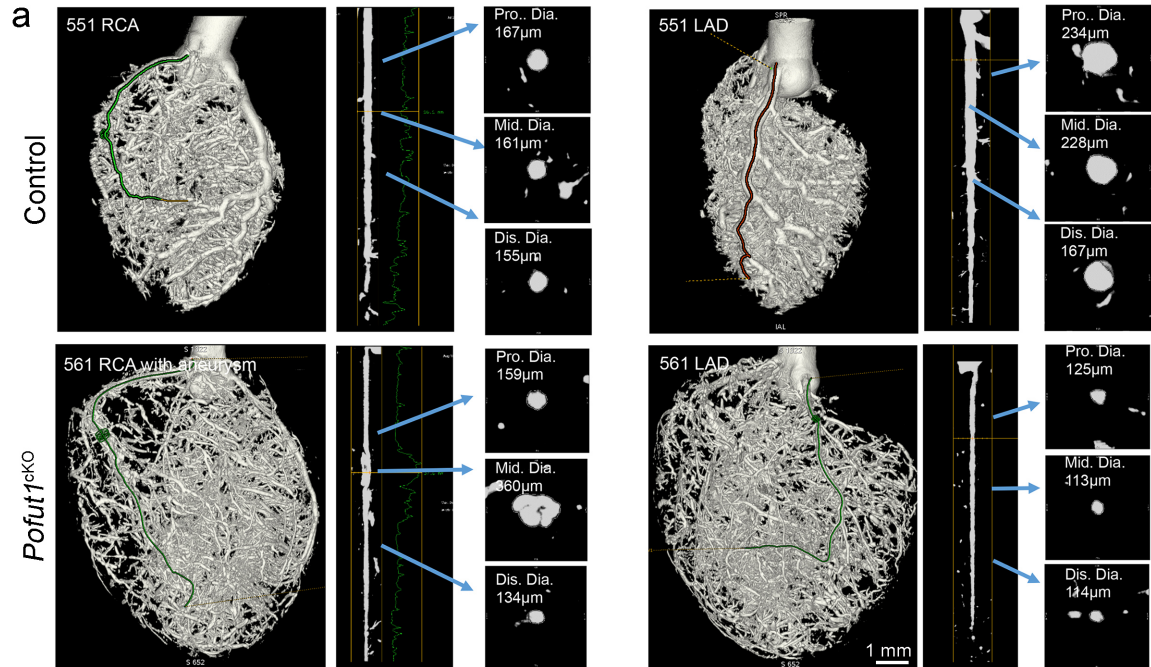 a
Control
551 RCA
Pro.. Dia.
167µm
Mid. Dia.
161µm
Dis. Dia.
155µm
551 LAD
SPR
IAL
Pro.. Dia.
234µm
Mid. Dia.
228µm
Dis. Dia.
167µm
Pofut1cKO
561 RCA with aneurysm
S 652
Pro. Dia.
159µm
Mid. Dia.
360µm
Dis. Dia.
134µm
561 LAD
S 652
1 mm
Pro. Dia.
125µm
Mid. Dia.
113µm
Dis. Dia.
114µm